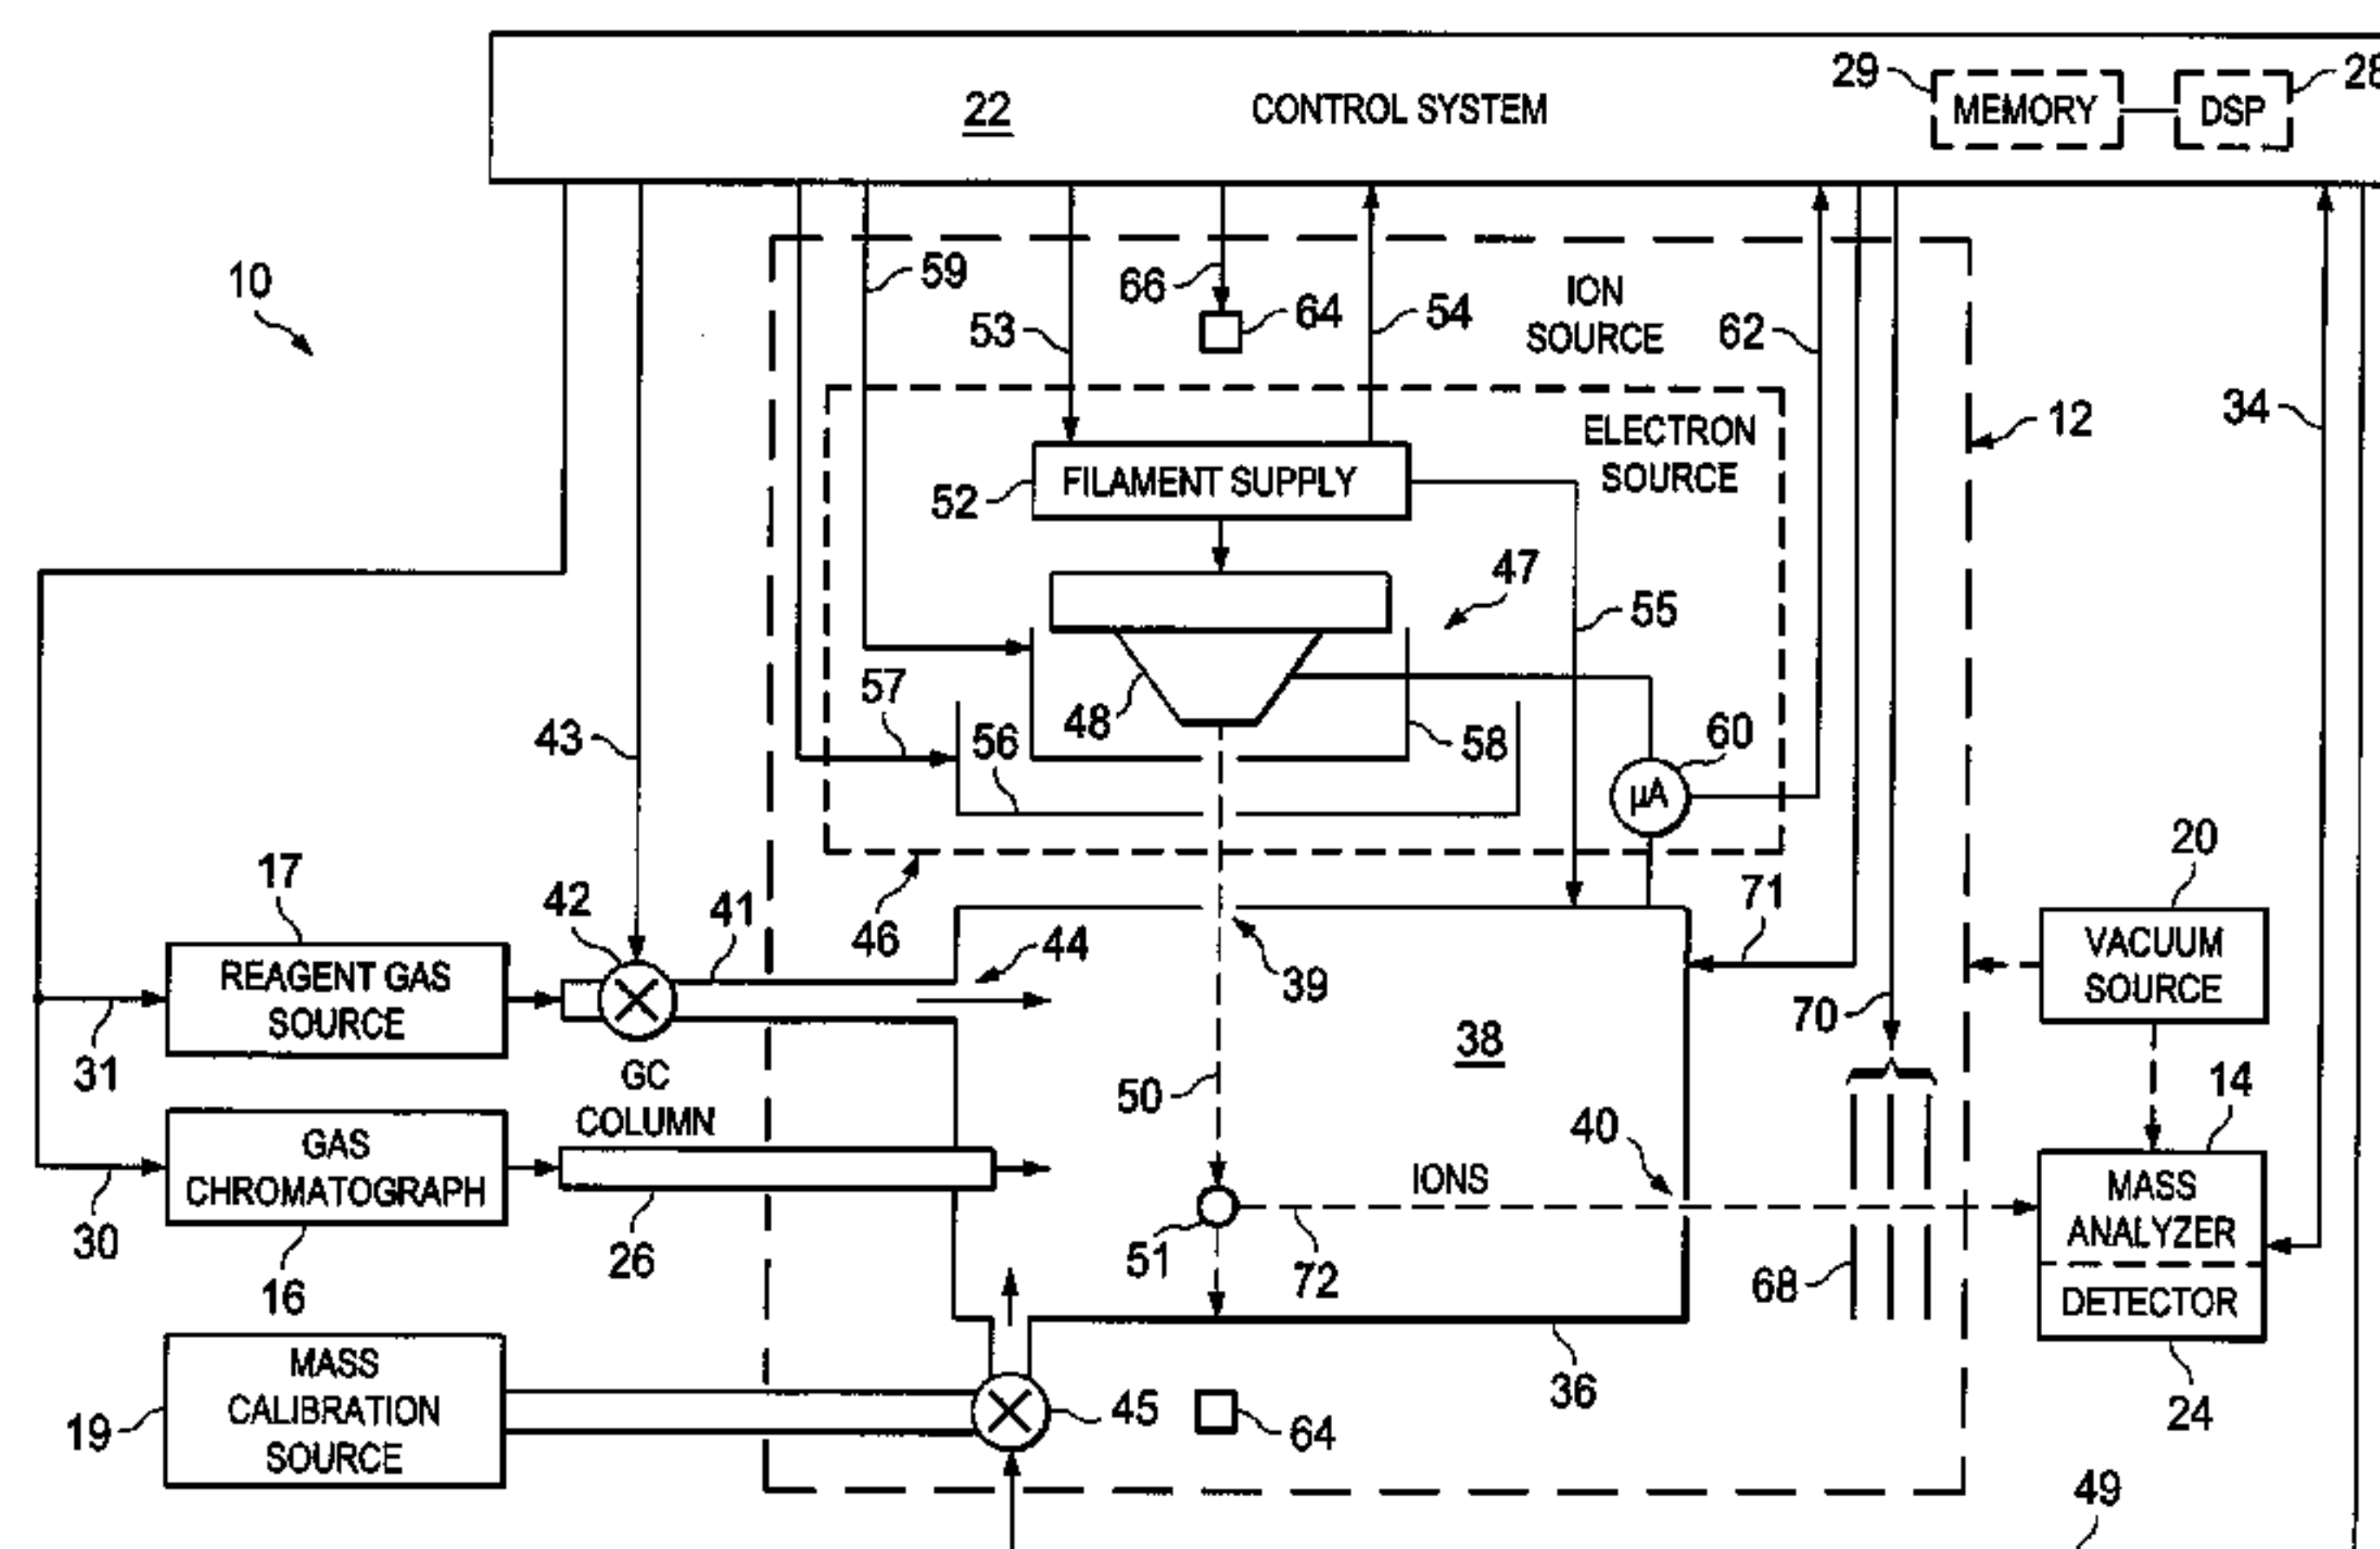 22
CONTROL SYSTEM
29
MEMORY
DSP
28
10
59
66
64
53
54
ION
SOURCE
62
34
12
ELECTRON
SOURCE
FILAMENT SUPPLY
52
47
55
57
48
56
58
43
60
µA
20
17
42
41
46
44
39
71
VACUUM
SOURCE
REAGENT GAS
SOURCE
38
70
31
GC
COLUMN
50
14
40
GAS
CHROMATOGRAPH
IONS
MASS
ANALYZER
30
16
26
51
72
68
DETECTOR
MASS
CALIBRATION
SOURCE
19
45
64
36
24
49